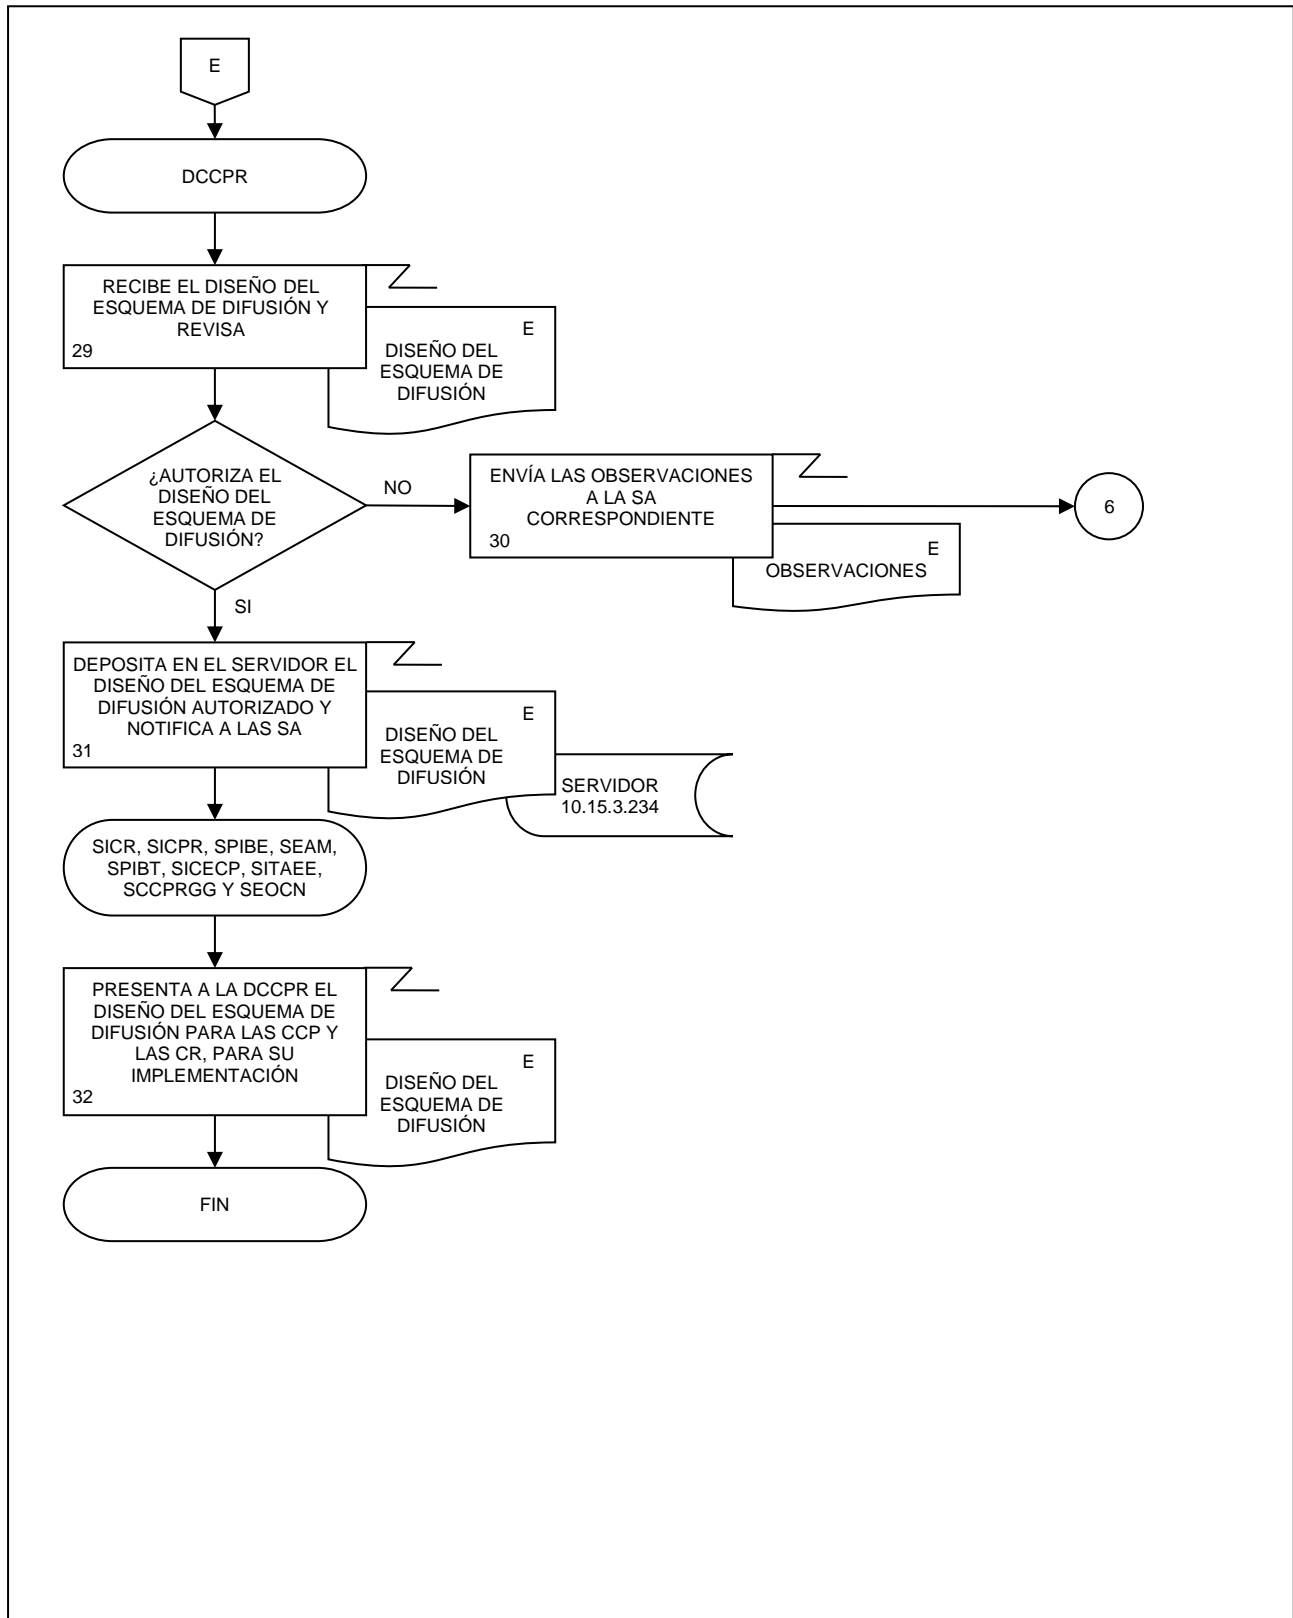 E
DCCPR
RECIBE EL DISEÑO DEL
ESQUEMA DE DIFUSIÓN Y
REVISA
29
E
DISEÑO DEL
ESQUEMA DE
DIFUSIÓN
¿AUTORIZA EL
DISEÑO DEL
ESQUEMA DE
DIFUSIÓN?
NO
ENVÍA LAS OBSERVACIONES
A LA SA
CORRESPONDIENTE
30
E
OBSERVACIONES
6
SI
DEPOSITA EN EL SERVIDOR EL
DISEÑO DEL ESQUEMA DE
DIFUSIÓN AUTORIZADO Y
NOTIFICA A LAS SA
31
E
DISEÑO DEL
ESQUEMA DE
DIFUSIÓN
SERVIDOR
10.15.3.234
SICR, SICPR, SPIBE, SEAM,
SPIBT, SICECP, SITAEE,
SCCPRGG Y SEOCN
PRESENTA A LA DCCPR EL
DISEÑO DEL ESQUEMA DE
DIFUSIÓN PARA LAS CCP Y
LAS CR, PARA SU
IMPLEMENTACIÓN
32
E
DISEÑO DEL
ESQUEMA DE
DIFUSIÓN
FIN